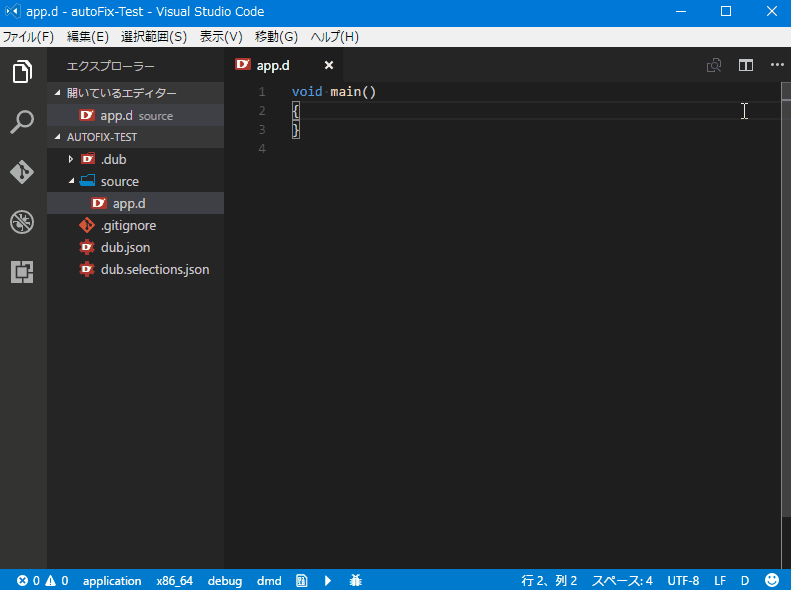 app.d - autoFix-Test - Visual Studio Code
ファイル(F) 編集(E) 選択範囲(S) 表示(V) 移動(G) ヘルプ(H)
エクスプローラー
開いているエディター
app.d source
AUTOFIX-TEST
.dub
source
app.d
.gitignore
dub.json
dub.selections.json
app.d
1 void main()
2 {
3 }
4
0 0 application x86_64 debug dmd 行 2、列 2 スペース: 4 UTF-8 LF D